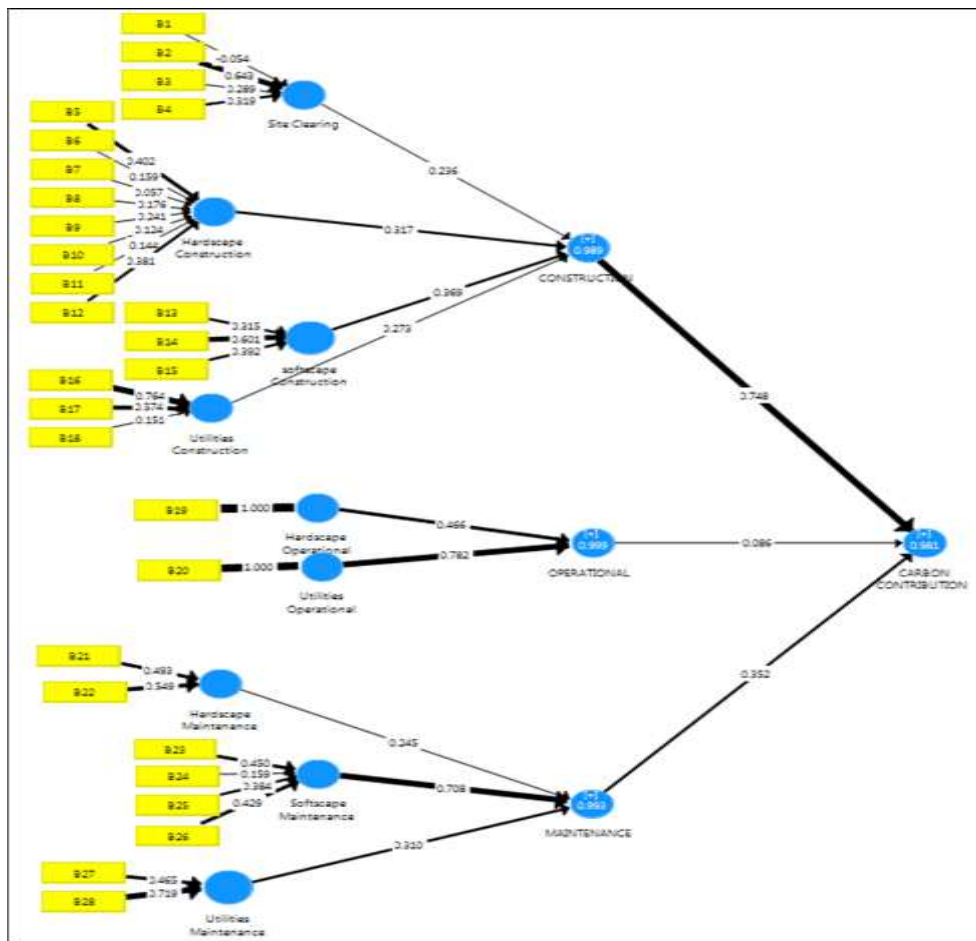 B1
B2
B3
B4
-0.054
0.643
0.289
0.319
Site Clearing
0.236
B5
B6
B7
B8
B9
B10
B11
B12
0.402
0.159
0.057
0.176
0.241
0.124
0.144
0.381
Hardscape
Construction
0.317
[+]
0.989
CONSTRUCTION
B13
B14
B15
0.315
0.601
0.392
softscape
Construction
0.369
B16
B17
B18
0.764
0.374
0.151
Utilities
Construction
0.273
0.748
B19
1.000
Hardscape
Operational
0.466
B20
1.000
Utilities
Operational
0.782
[+]
0.999
OPERATIONAL
0.086
[+]
0.981
CARBON
CONTRIBUTION
B21
B22
0.493
0.549
Hardscape
Maintenance
0.245
0.352
B23
B24
B25
B26
0.450
0.159
0.384
0.429
Softscape
Maintenance
0.708
[+]
0.993
MAINTENANCE
B27
B28
0.465
0.719
Utilities
Maintenance
0.310